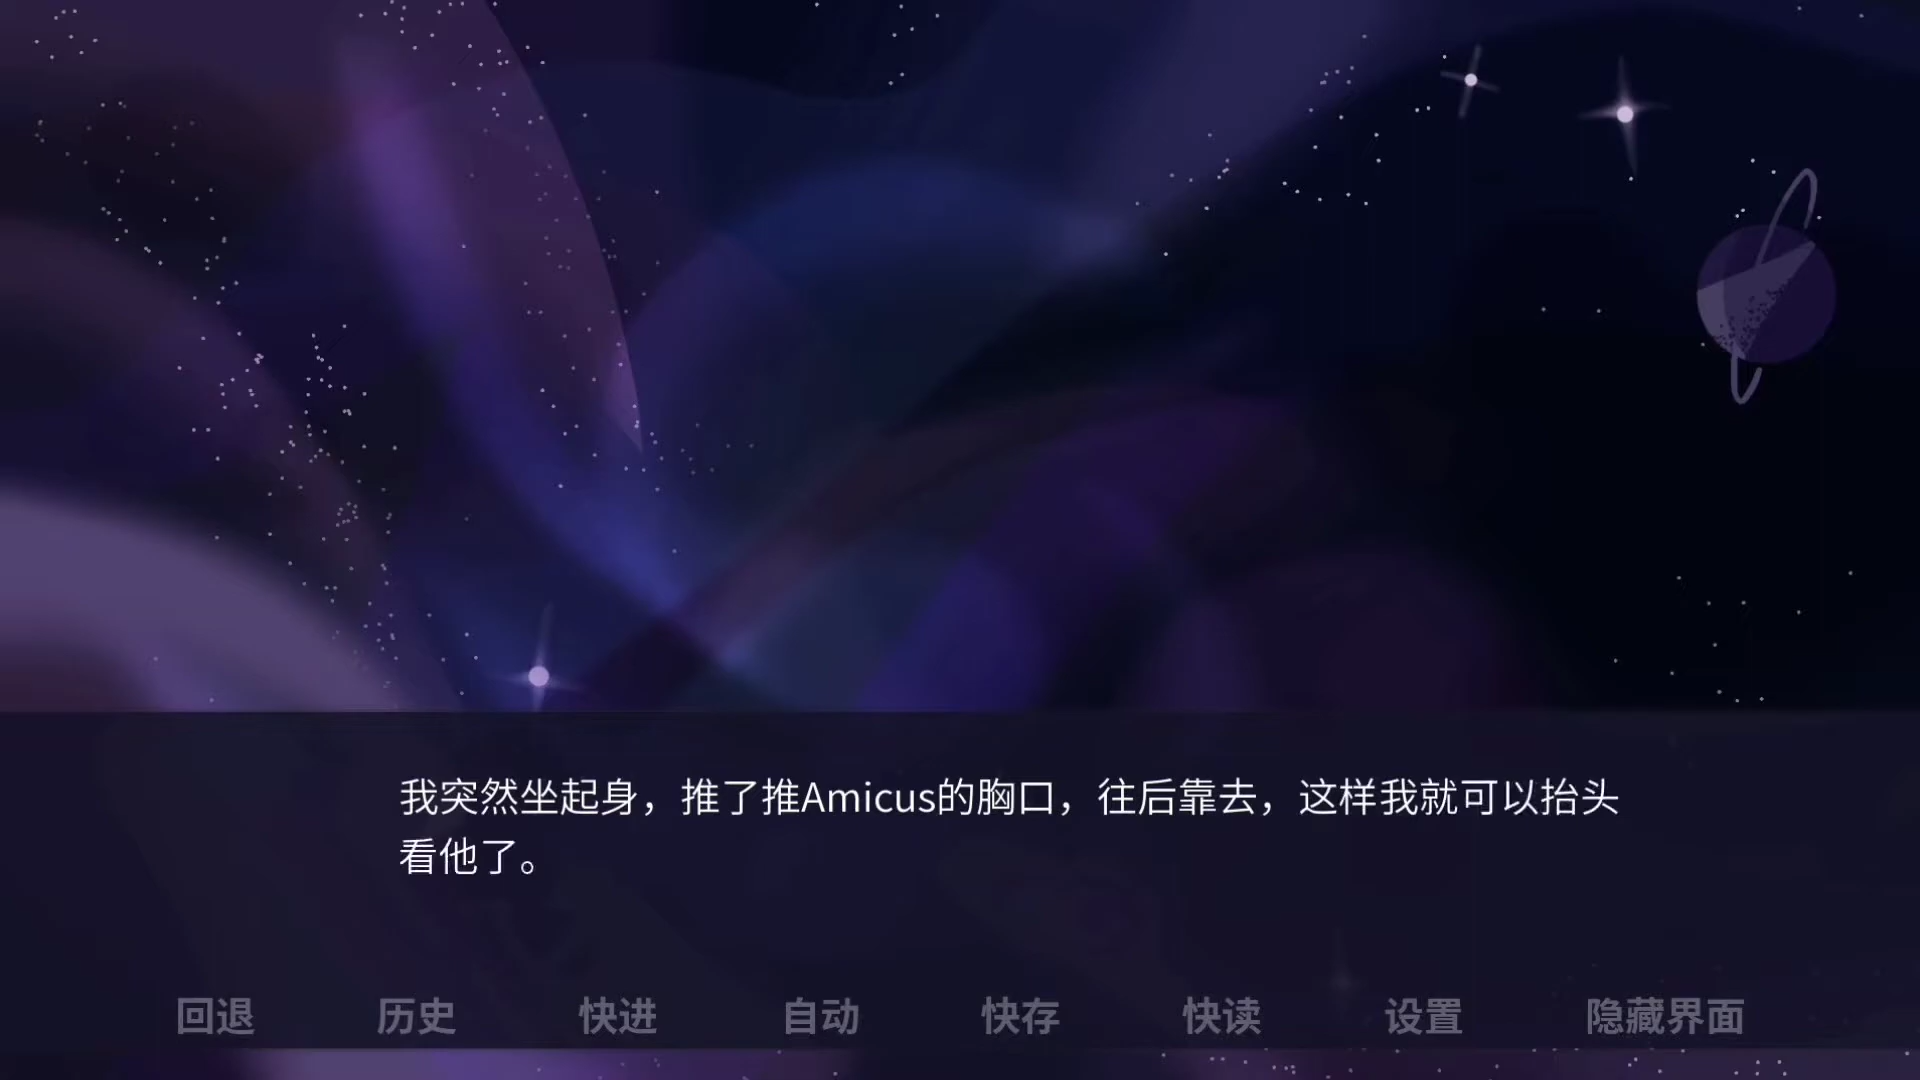 我突然坐起身，推了推Amicus的胸口，往后靠去，这样我就可以抬头
看他了。
回退 历史 快进 自动 快存 快读 设置 隐藏界面